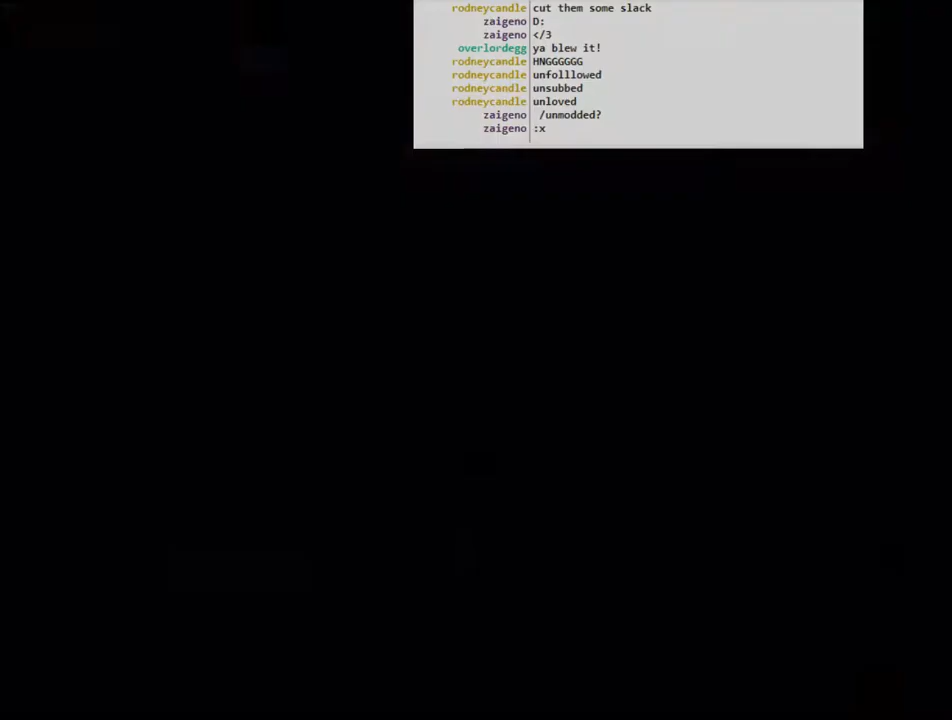 rodneycandle cut them some slack
zaigeno D:
zaigeno </3
overlordegg ya blew it!
rodneycandle HNGGGGGG
rodneycandle unfolllowed
rodneycandle unsubbed
rodneycandle unloved
zaigeno /unmodded?
zaigeno :x